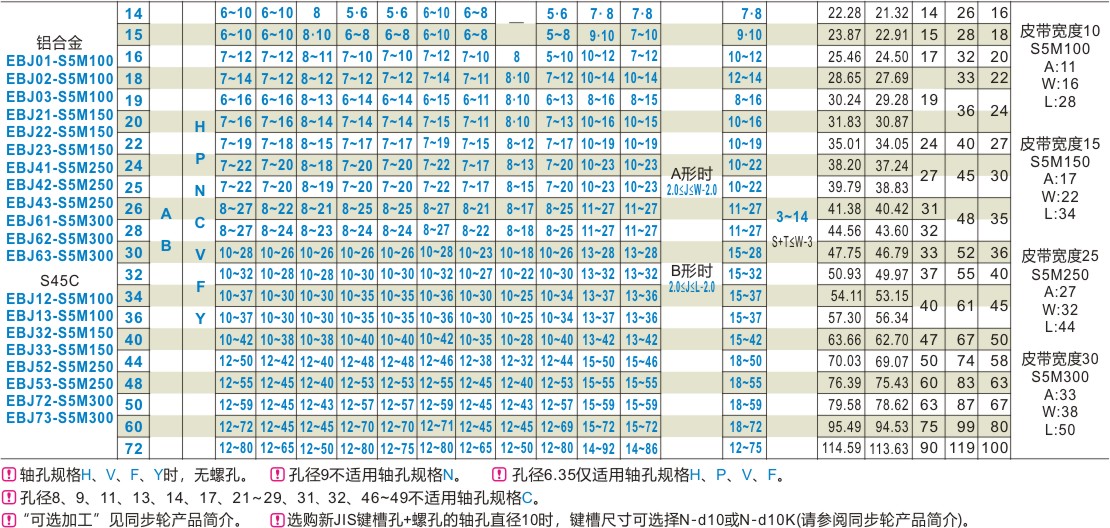 铝合金
EBJ01-S5M100
EBJ02-S5M100
EBJ03-S5M100
EBJ21-S5M150
EBJ22-S5M150
EBJ23-S5M150
EBJ41-S5M250
EBJ42-S5M250
EBJ43-S5M250
EBJ61-S5M300
EBJ62-S5M300
EBJ63-S5M300
S45C
EBJ12-S5M100
EBJ13-S5M100
EBJ32-S5M150
EBJ33-S5M150
EBJ52-S5M250
EBJ53-S5M250
EBJ72-S5M300
EBJ73-S5M300
A
B
H
P
N
C
V
F
Y
14 6~10 6~10 8 5·6 5·6 6~10 6~8 — 5·6 7·8 7·8 7·8 22.28 21.32 14 26 16
15 6~10 6~10 8·10 6~8 6~8 6~10 6~8 5~8 9·10 7~10 9·10 23.87 22.91 15 28 18
16 7~12 7~12 8~11 7~10 7~10 7~12 7~10 8 5~10 10~12 7~12 10~12 25.46 24.50 17 32 20
18 7~14 7~12 8~12 7~12 7~12 7~14 7~11 8·10 7~12 10~14 10~14 12~14 28.65 27.69 33 22
19 6~16 6~16 8~13 6~14 6~14 6~15 6~11 8·10 6~13 8~16 8~15 8~16 30.24 29.28 19 36 24
20 7~16 7~16 8~14 7~14 7~14 7~15 7~11 8·10 7~13 10~16 10~15 10~16 31.83 30.87
22 7~19 7~18 8~15 7~17 7~17 7~19 7~15 8~12 7~17 10~19 10~19 10~19 35.01 34.05 24 40 27
24 7~22 7~20 8~18 7~20 7~20 7~22 7~17 8~13 7~20 10~23 10~23 10~22 38.20 37.24 27 45 30
25 7~22 7~20 8~19 7~20 7~20 7~22 7~17 8~15 7~20 10~23 10~23 10~22 39.79 38.83
26 8~27 8~22 8~21 8~25 8~25 8~27 8~21 8~17 8~25 11~27 11~27 11~27 41.38 40.42 31 48 35
28 8~27 8~24 8~23 8~24 8~24 8~27 8~22 8~18 8~25 11~27 11~27 11~27 44.56 43.60 32
30 10~28 10~26 10~26 10~26 10~26 10~28 10~23 10~18 10~26 13~28 13~28 15~28 47.75 46.79 33 52 36
32 10~32 10~28 10~28 10~30 10~30 10~32 10~27 10~22 10~30 13~32 13~32 15~32 50.93 49.97 37 55 40
34 10~37 10~30 10~30 10~35 10~35 10~36 10~30 10~25 10~34 13~37 13~36 15~37 54.11 53.15 40 61 45
36 10~37 10~30 10~30 10~35 10~35 10~36 10~30 10~25 10~34 13~37 13~36 15~37 57.30 56.34
40 10~42 10~38 10~38 10~40 10~40 10~42 10~35 10~28 10~40 13~42 13~42 15~42 63.66 62.70 47 67 50
44 12~50 12~42 12~40 12~48 12~48 12~46 12~38 12~32 12~44 15~50 15~46 18~50 70.03 69.07 50 74 58
48 12~55 12~45 12~40 12~53 12~53 12~55 12~45 12~40 12~53 15~55 15~55 18~55 76.39 75.43 60 83 63
50 12~59 12~45 12~43 12~57 12~57 12~59 12~45 12~43 12~57 15~59 15~59 18~59 79.58 78.62 63 87 67
60 12~72 12~45 12~45 12~70 12~70 12~71 12~45 12~45 12~69 15~72 15~72 18~72 95.49 94.53 75 99 80
72 12~80 12~65 12~50 12~80 12~75 12~80 12~65 12~50 12~80 14~92 14~86 12~75 114.59 113.63 90 119 100
A形时
2.0≤J≤W-2.0
B形时
2.0≤J≤L-2.0
3~14
S+T≤W-3
皮带宽度10
S5M100
A:11
W:16
L:28
皮带宽度15
S5M150
A:17
W:22
L:34
皮带宽度25
S5M250
A:27
W:32
L:44
皮带宽度30
S5M300
A:33
W:38
L:50
! 轴孔规格H、V、F、Y时，无螺孔。 ! 孔径9不适用轴孔规格N。 ! 孔径6.35仅适用轴孔规格H、P、V、F。
! 孔径8、9、11、13、14、17、21~29、31、32、46~49不适用轴孔规格C。
! “可选加工”见同步轮产品简介。 ! 选购新JIS键槽孔+螺孔的轴孔直径10时，键槽尺寸可选择N-d10或N-d10K(请参阅同步轮产品简介)。